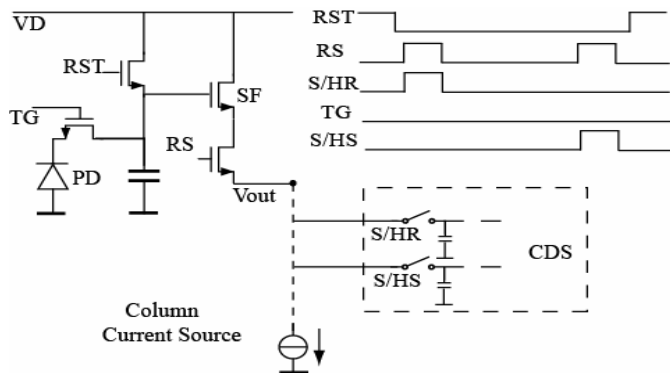 VD
RST
SF
TG
RS
PD
Vout
RST
RS
S/HR
TG
S/HS
S/HR
S/HS
CDS
Column
Current Source